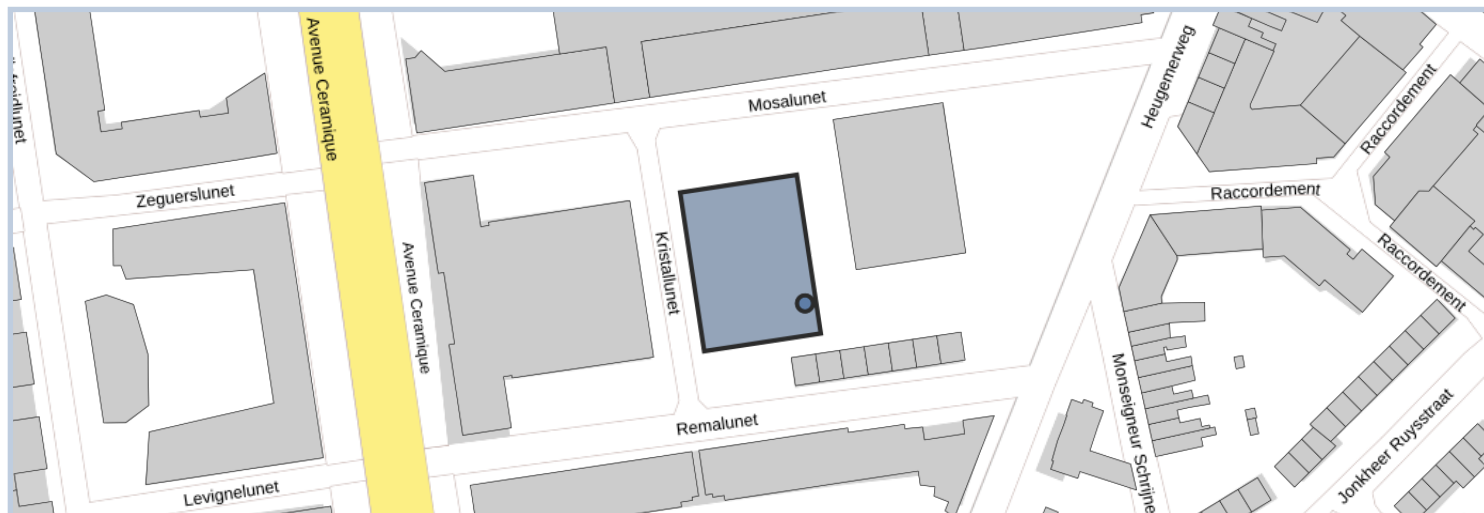 Avenue Ceramique
Mosalunet
Heugemerweg
Raccordement
Zeguerslunet
Raccordement
Kristallunet
Avenue Ceramique
Raccordement
Monseigneur Schrijne
Remalunet
Jonkheer Ruysstraat
Levignelunet